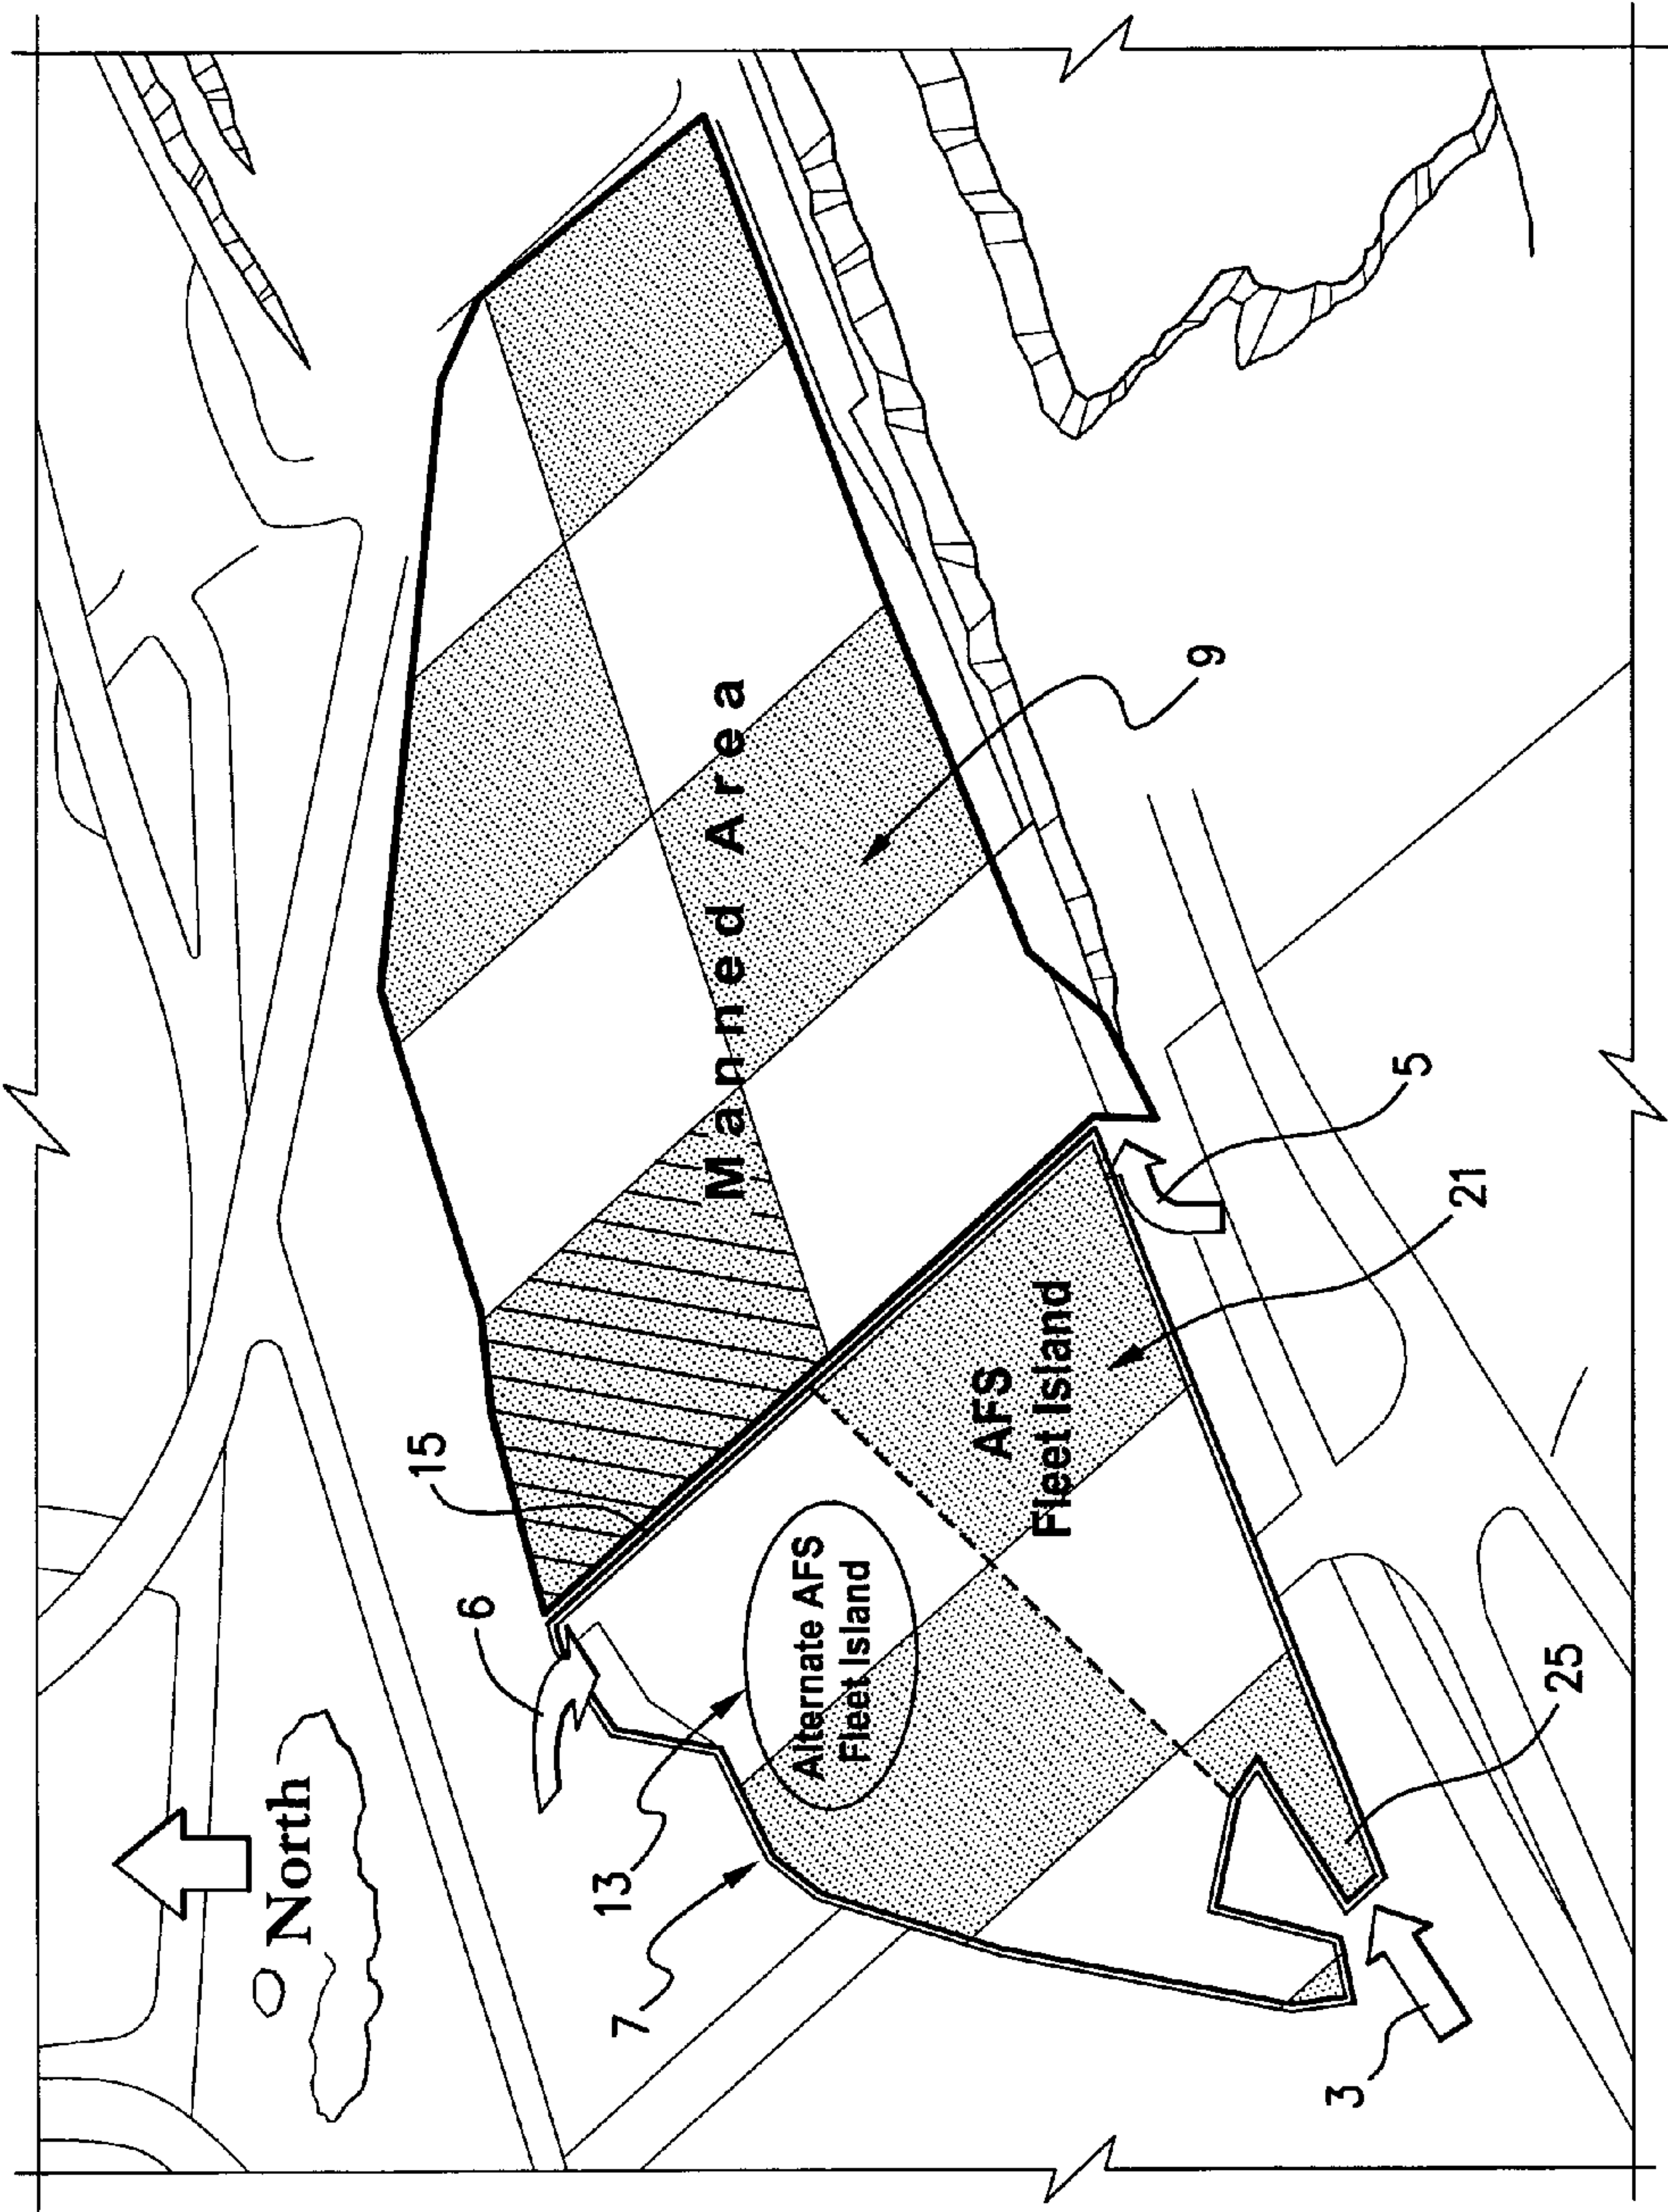 North
6
15
13
7
Alternate AFS
Fleet Island
Manned Area
AFS
Fleet Island
9
3
25
21
5